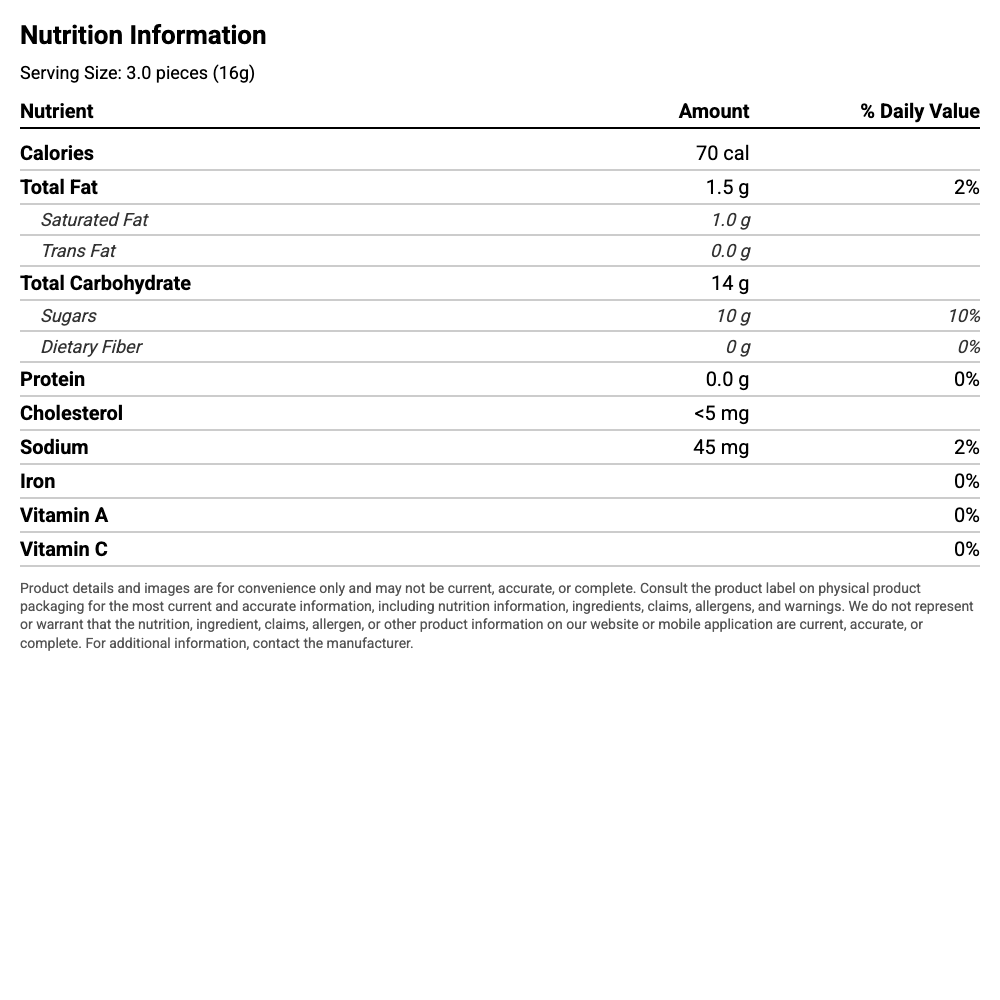 Nutrition Information
Serving Size: 3.0 pieces (16g)
Nutrient Amount % Daily Value
Calories 70 cal
Total Fat 1.5 g 2%
Saturated Fat 1.0 g
Trans Fat 0.0 g
Total Carbohydrate 14 g
Sugars 10 g 10%
Dietary Fiber 0 g 0%
Protein 0.0 g 0%
Cholesterol <5 mg
Sodium 45 mg 2%
Iron 0%
Vitamin A 0%
Vitamin C 0%
Product details and images are for convenience only and may not be current, accurate, or complete. Consult the product label on physical product
packaging for the most current and accurate information, including nutrition information, ingredients, claims, allergens, and warnings. We do not represent
or warrant that the nutrition, ingredient, claims, allergen, or other product information on our website or mobile application are current, accurate, or
complete. For additional information, contact the manufacturer.